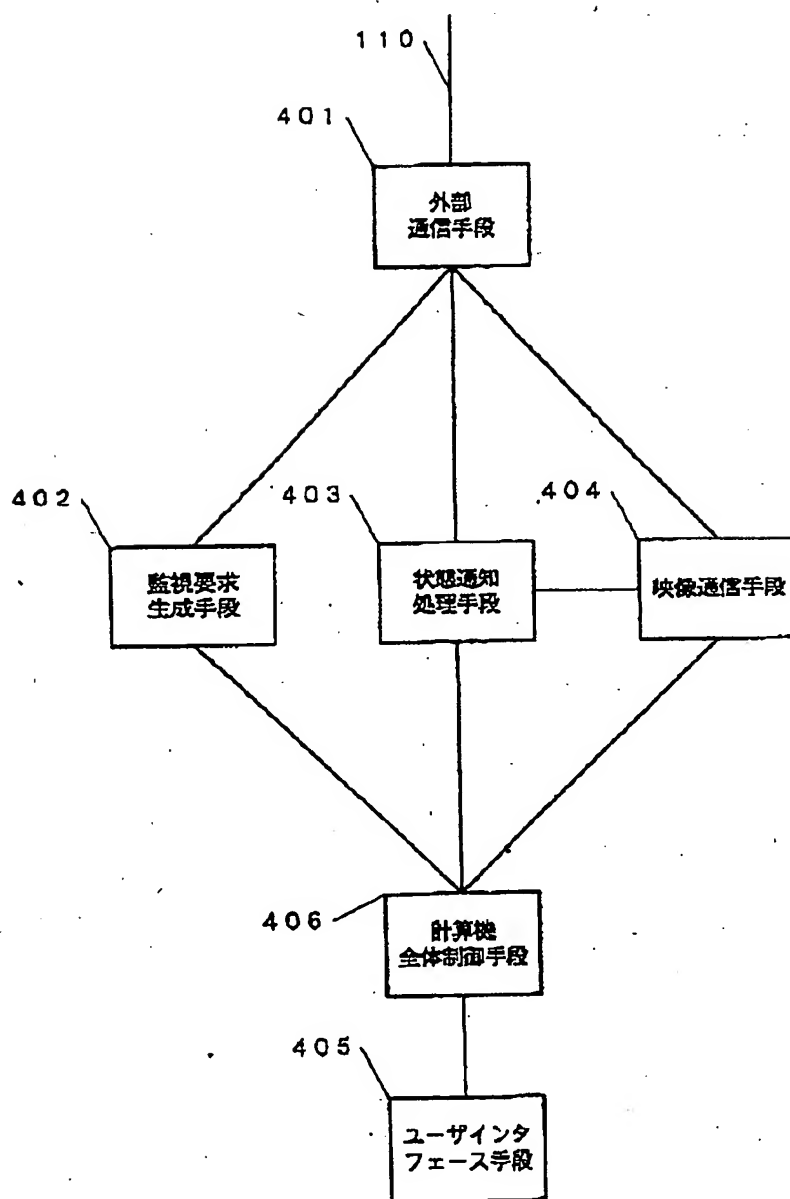 110
401
外部
通信手段
402
403
404
監視要求
生成手段
状態通知
処理手段
映像通信手段
406
計算機
全体制御手段
405
ユーザインタ
フェース手段